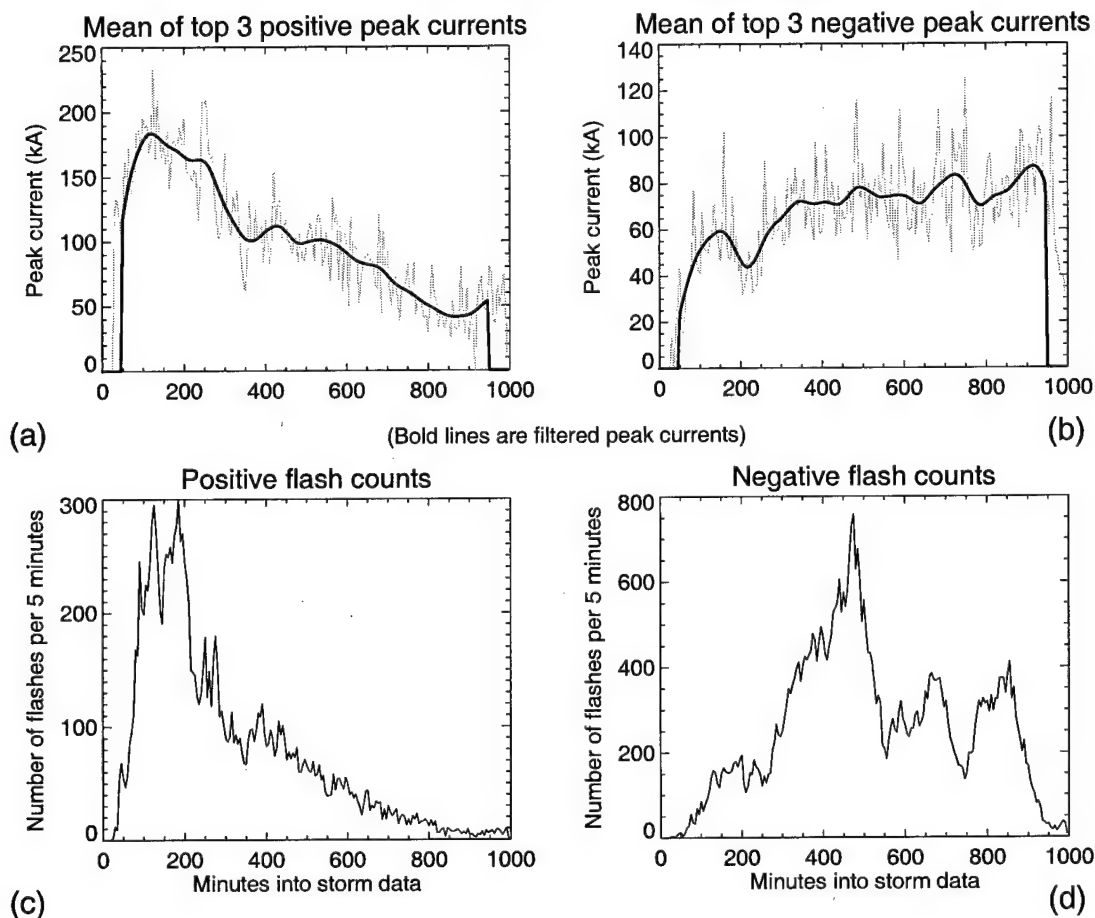 Mean of top 3 positive peak currents
Mean of top 3 negative peak currents
250
200
150
100
50
0
Peak current (kA)
0 200 400 600 800 1000
140
120
100
80
60
40
20
0
Peak current (kA)
0 200 400 600 800 1000
(a)
(Bold lines are filtered peak currents)
(b)
Positive flash counts
Negative flash counts
300
200
100
0
Number of flashes per 5 minutes
0 200 400 600 800 1000
Minutes into storm data
800
600
400
200
0
Number of flashes per 5 minutes
0 200 400 600 800 1000
Minutes into storm data
(c)
(d)